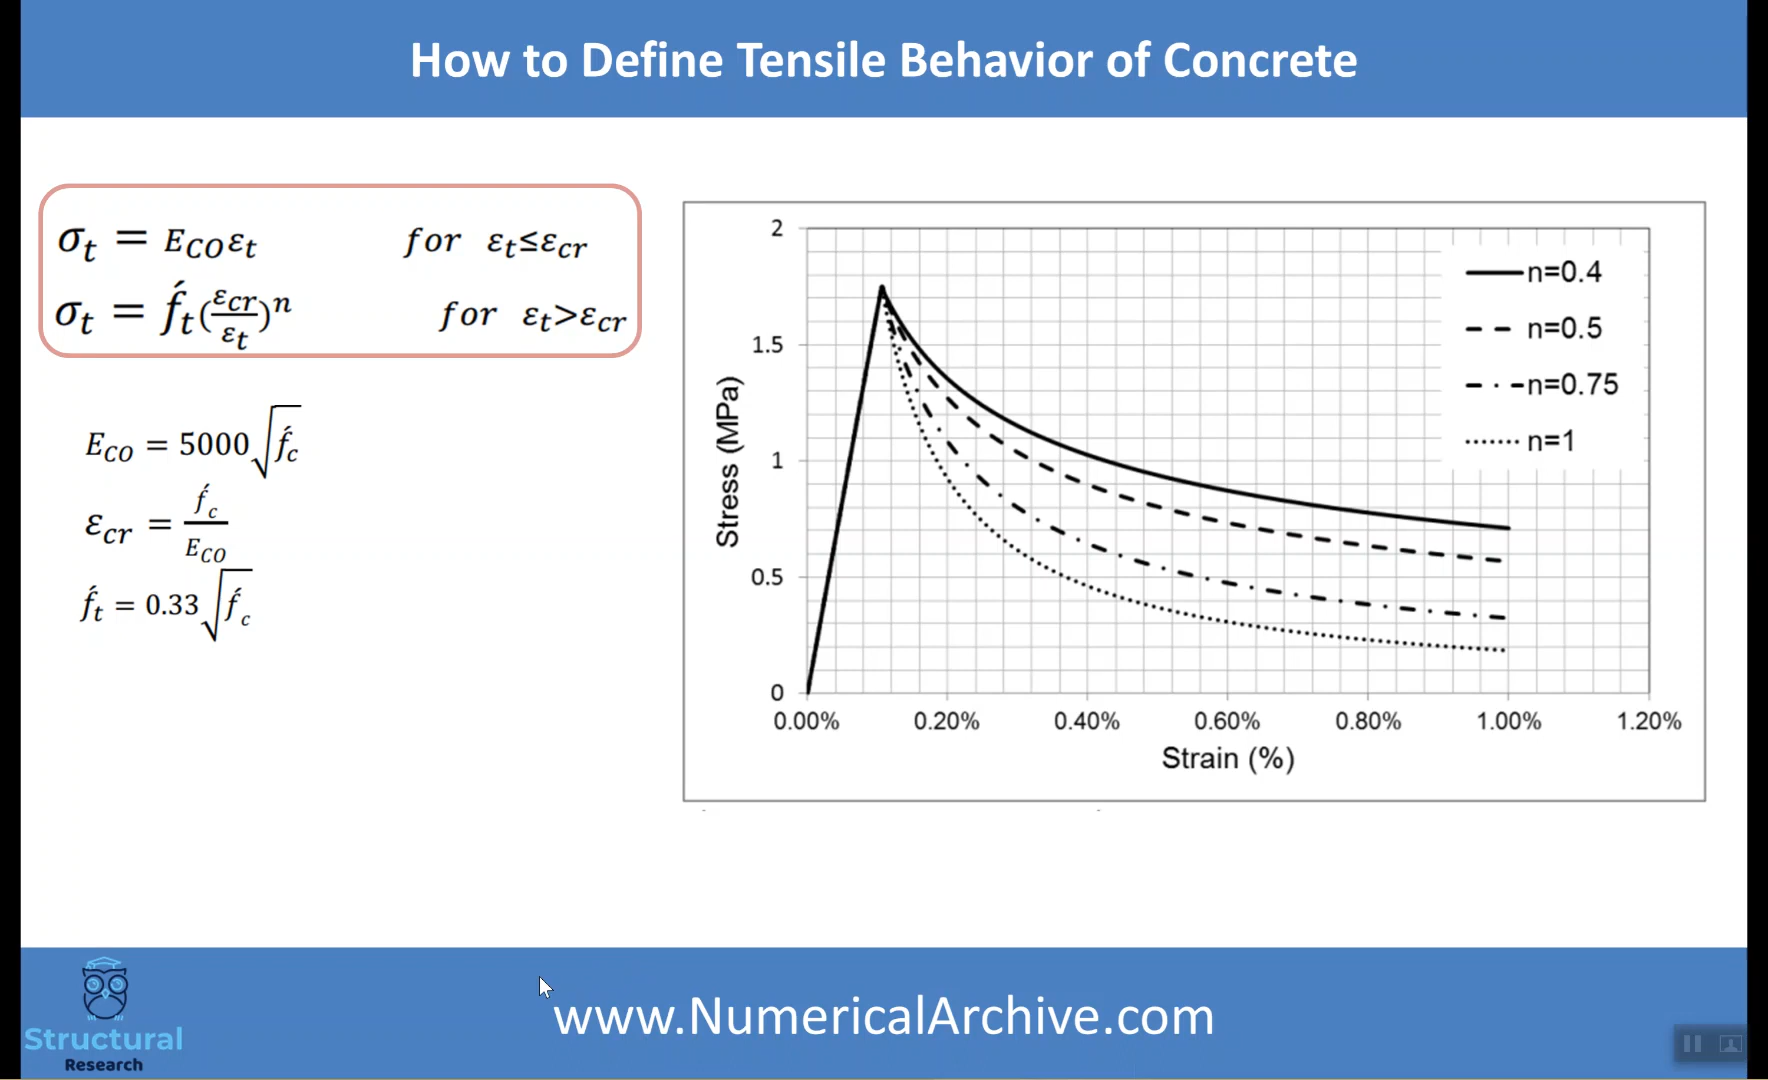 How to Define Tensile Behavior of Concrete
σt = ECOεt for εt≤εcr
σt = f́t(εcr/εt)^n for εt>εcr
ECO = 5000√f́c
εcr = f́c/ECO
f́t = 0.33√f́c
2
1.5
1
0.5
0
Stress (MPa)
n=0.4
n=0.5
n=0.75
n=1
0.00% 0.20% 0.40% 0.60% 0.80% 1.00% 1.20%
Strain (%)
www.NumericalArchive.com
Structural
Research